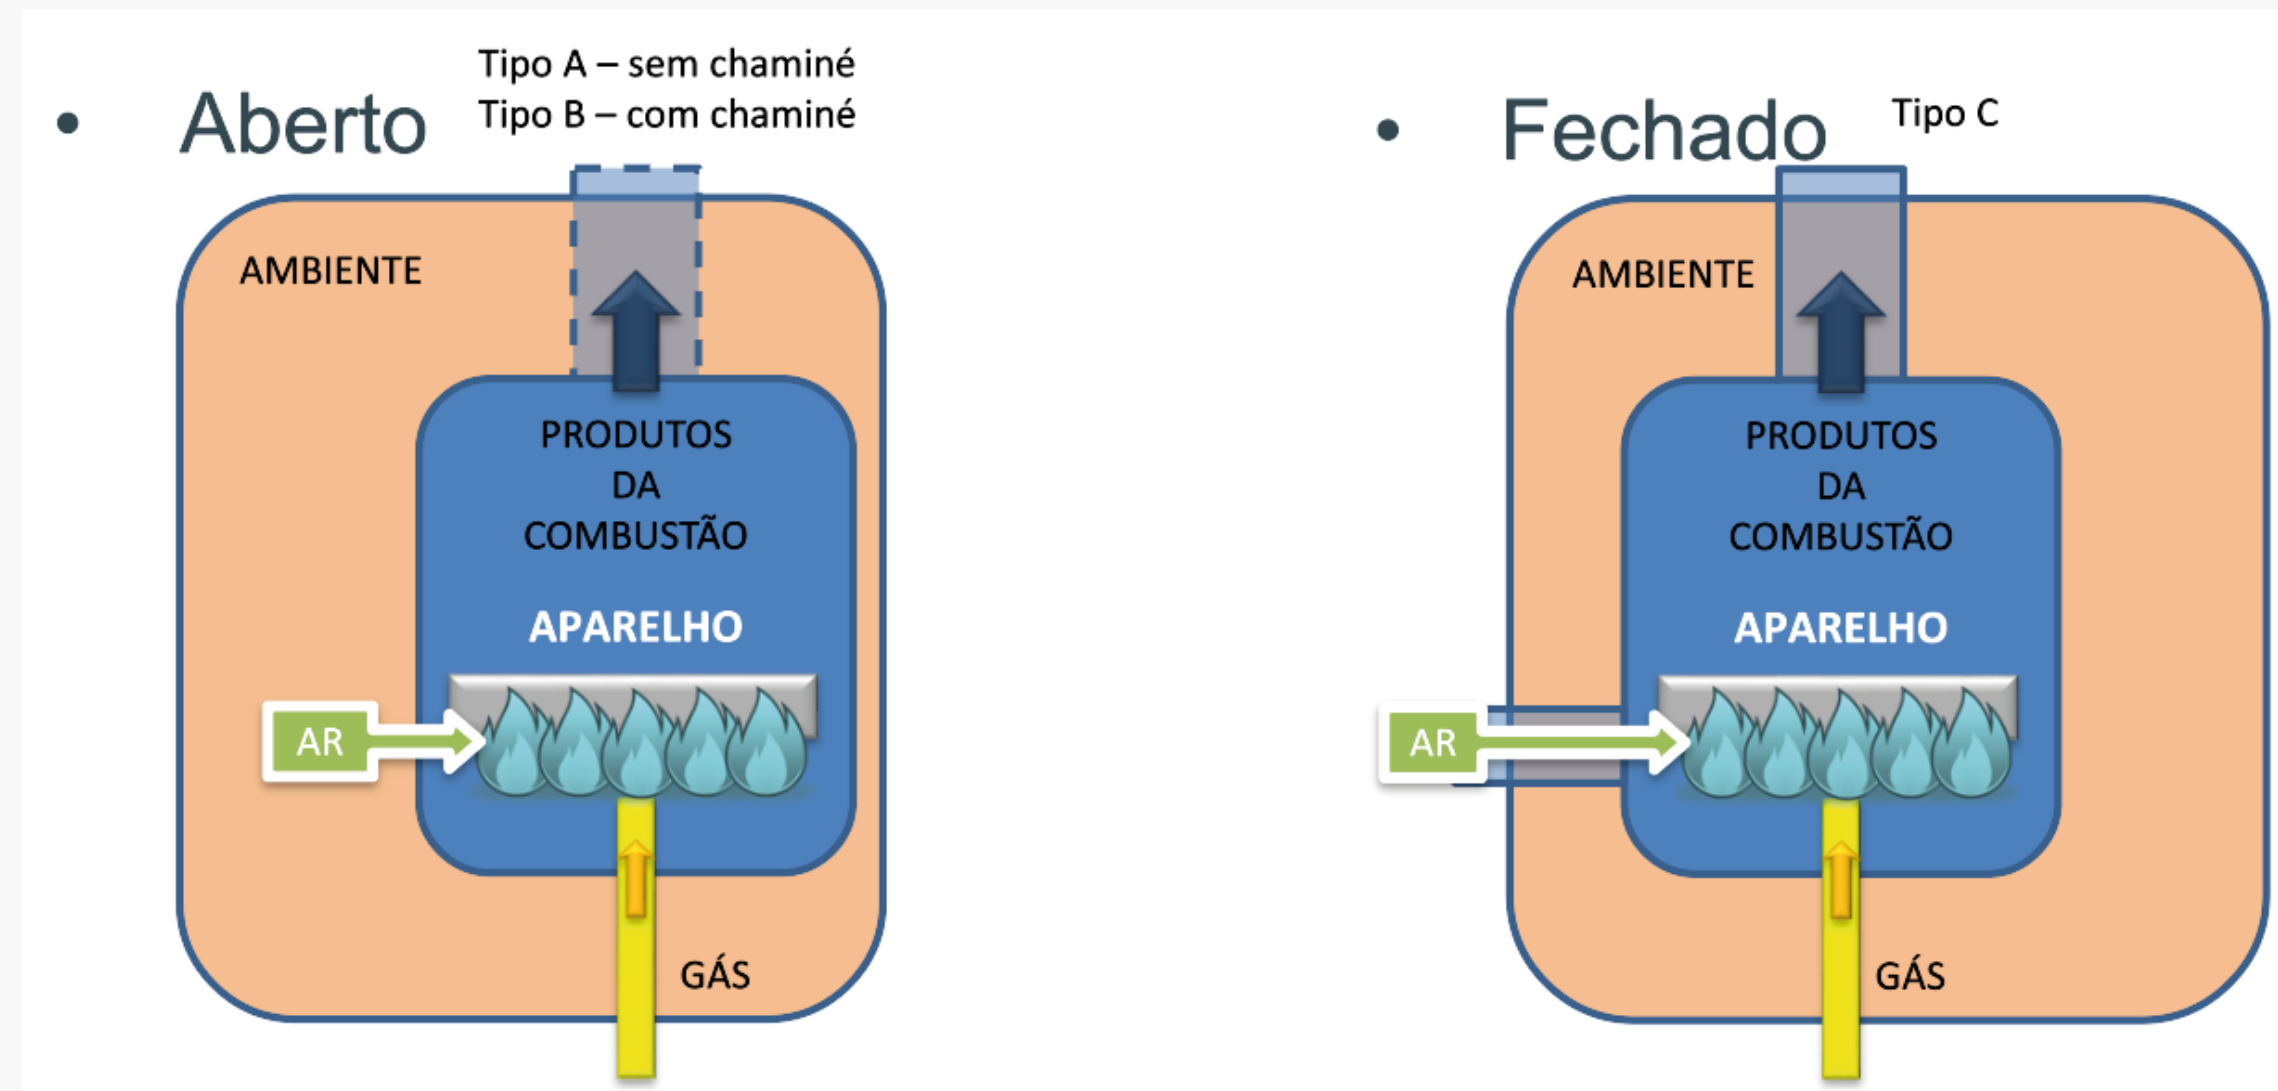 • Aberto
Tipo A – sem chaminé
Tipo B – com chaminé
AMBIENTE
PRODUTOS
DA
COMBUSTÃO
APARELHO
AR
GÁS
• Fechado
Tipo C
AMBIENTE
PRODUTOS
DA
COMBUSTÃO
APARELHO
AR
GÁS